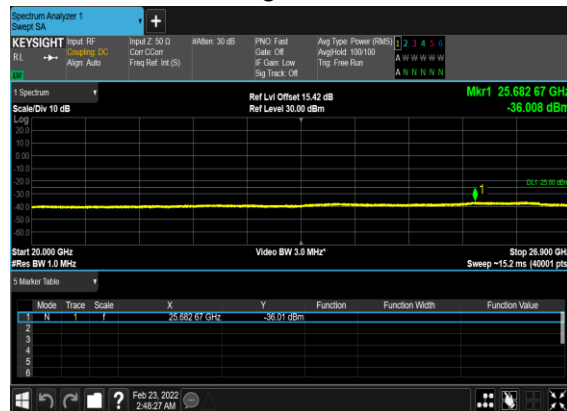 Spectrum Analyzer 1
Swept SA
+
KEYSIGHT Input: RF Input Z: 50 Ω #Atten: 30 dB PNO: Fast Avg Type: Power (RMS) 1 2 3 4 5 6
RL Coupling: DC Corr CCorr Gate: Off Avg|Hold: 100/100 A W W W W W
Align: Auto Freq Ref: Int (S) IF Gain: Low Trig: Free Run
Sig Track: Off A N N N N N
1 Spectrum Ref Lvl Offset 15.42 dB Mkr1 25.682 67 GHz
Scale/Div 10 dB Ref Level 30.00 dBm -36.008 dBm
Log
20.0
10.0
0.00
-10.0
-20.0
-30.0 1 DL1 -25.00 dBm
-40.0
-50.0
-60.0
Start 20.000 GHz Video BW 3.0 MHz* Stop 26.900 GHz
#Res BW 1.0 MHz Sweep ~15.2 ms (40001 pts)
5 Marker Table
Mode Trace Scale X Y Function Function Width Function Value
1 N 1 f 25.682 67 GHz -36.01 dBm
2
3
4
5
6
? Feb 23, 2022
2:48:27 AM